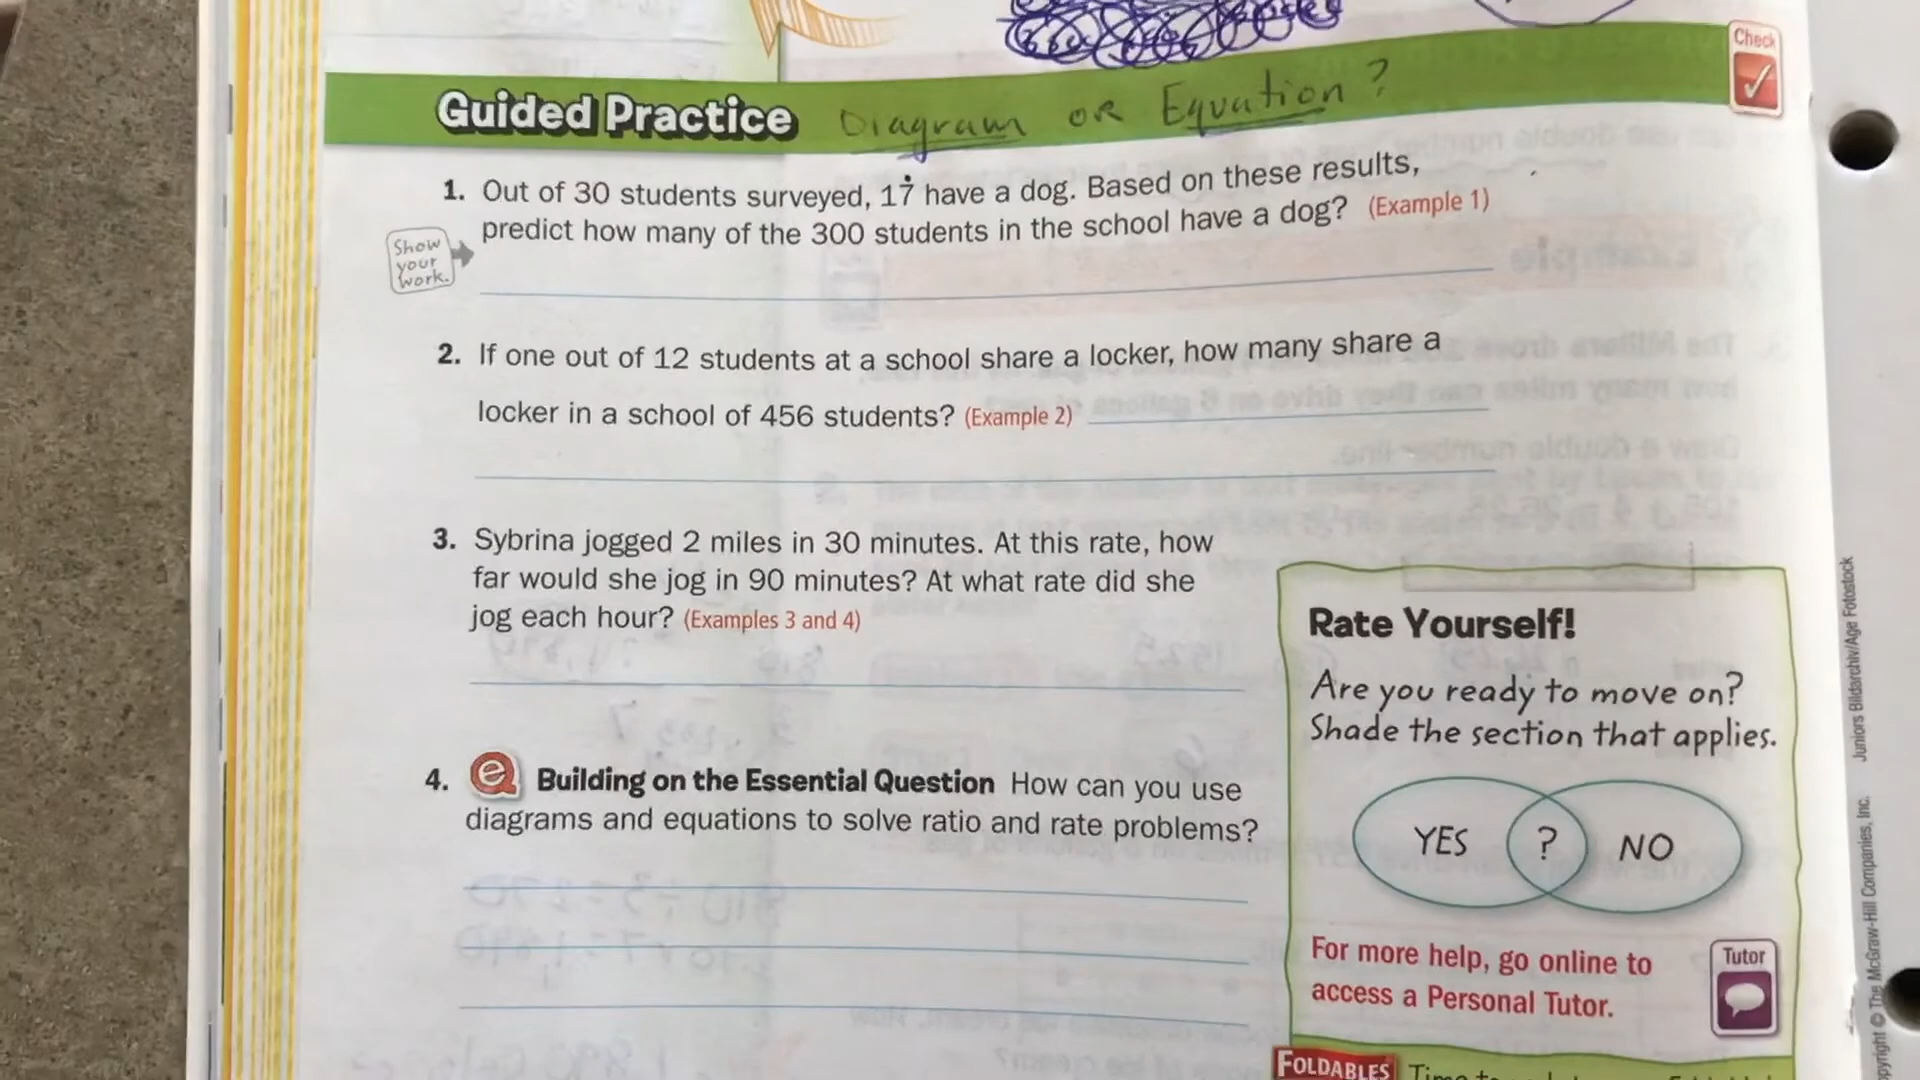 Check
Guided Practice Diagram OR Equation?
1. Out of 30 students surveyed, 17 have a dog. Based on these results,
predict how many of the 300 students in the school have a dog? (Example 1)
Show
your
work.
2. If one out of 12 students at a school share a locker, how many share a
locker in a school of 456 students? (Example 2)
3. Sybrina jogged 2 miles in 30 minutes. At this rate, how
far would she jog in 90 minutes? At what rate did she
jog each hour? (Examples 3 and 4)
4. e Building on the Essential Question How can you use
diagrams and equations to solve ratio and rate problems?
Rate Yourself!
Are you ready to move on?
Shade the section that applies.
YES ? NO
For more help, go online to
access a Personal Tutor.
Tutor
FOLDABLES
© The McGraw-Hill Companies, Inc. Juniors Bildarchiv/Age Fotostock